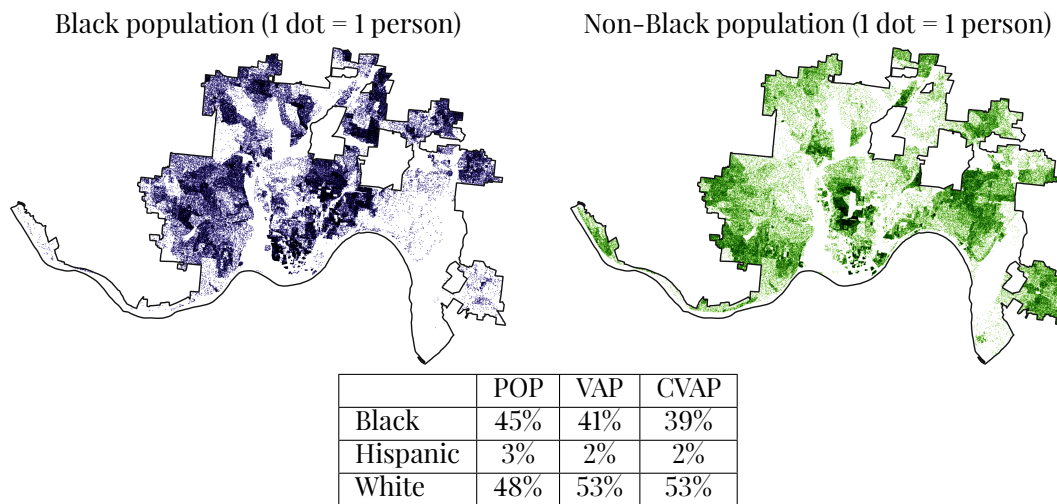 Black population (1 dot = 1 person) Non-Black population (1 dot = 1 person)
POP VAP CVAP
Black 45% 41% 39%
Hispanic 3% 2% 2%
White 48% 53% 53%